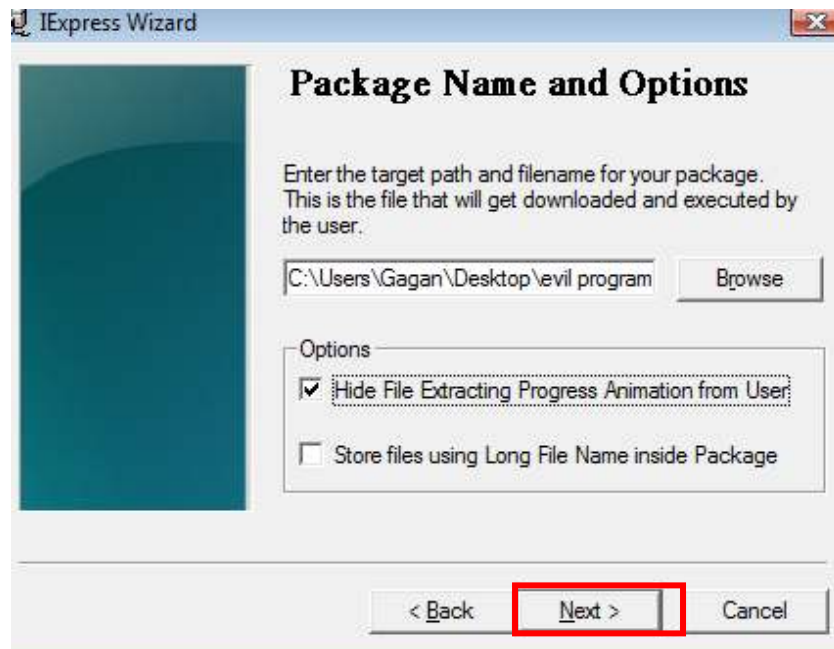 IExpress Wizard
Package Name and Options
Enter the target path and filename for your package.
This is the file that will get downloaded and executed by
the user.
C:\Users\Gagan\Desktop\evil program
Browse
Options
Hide File Extracting Progress Animation from User
Store files using Long File Name inside Package
< Back
Next >
Cancel